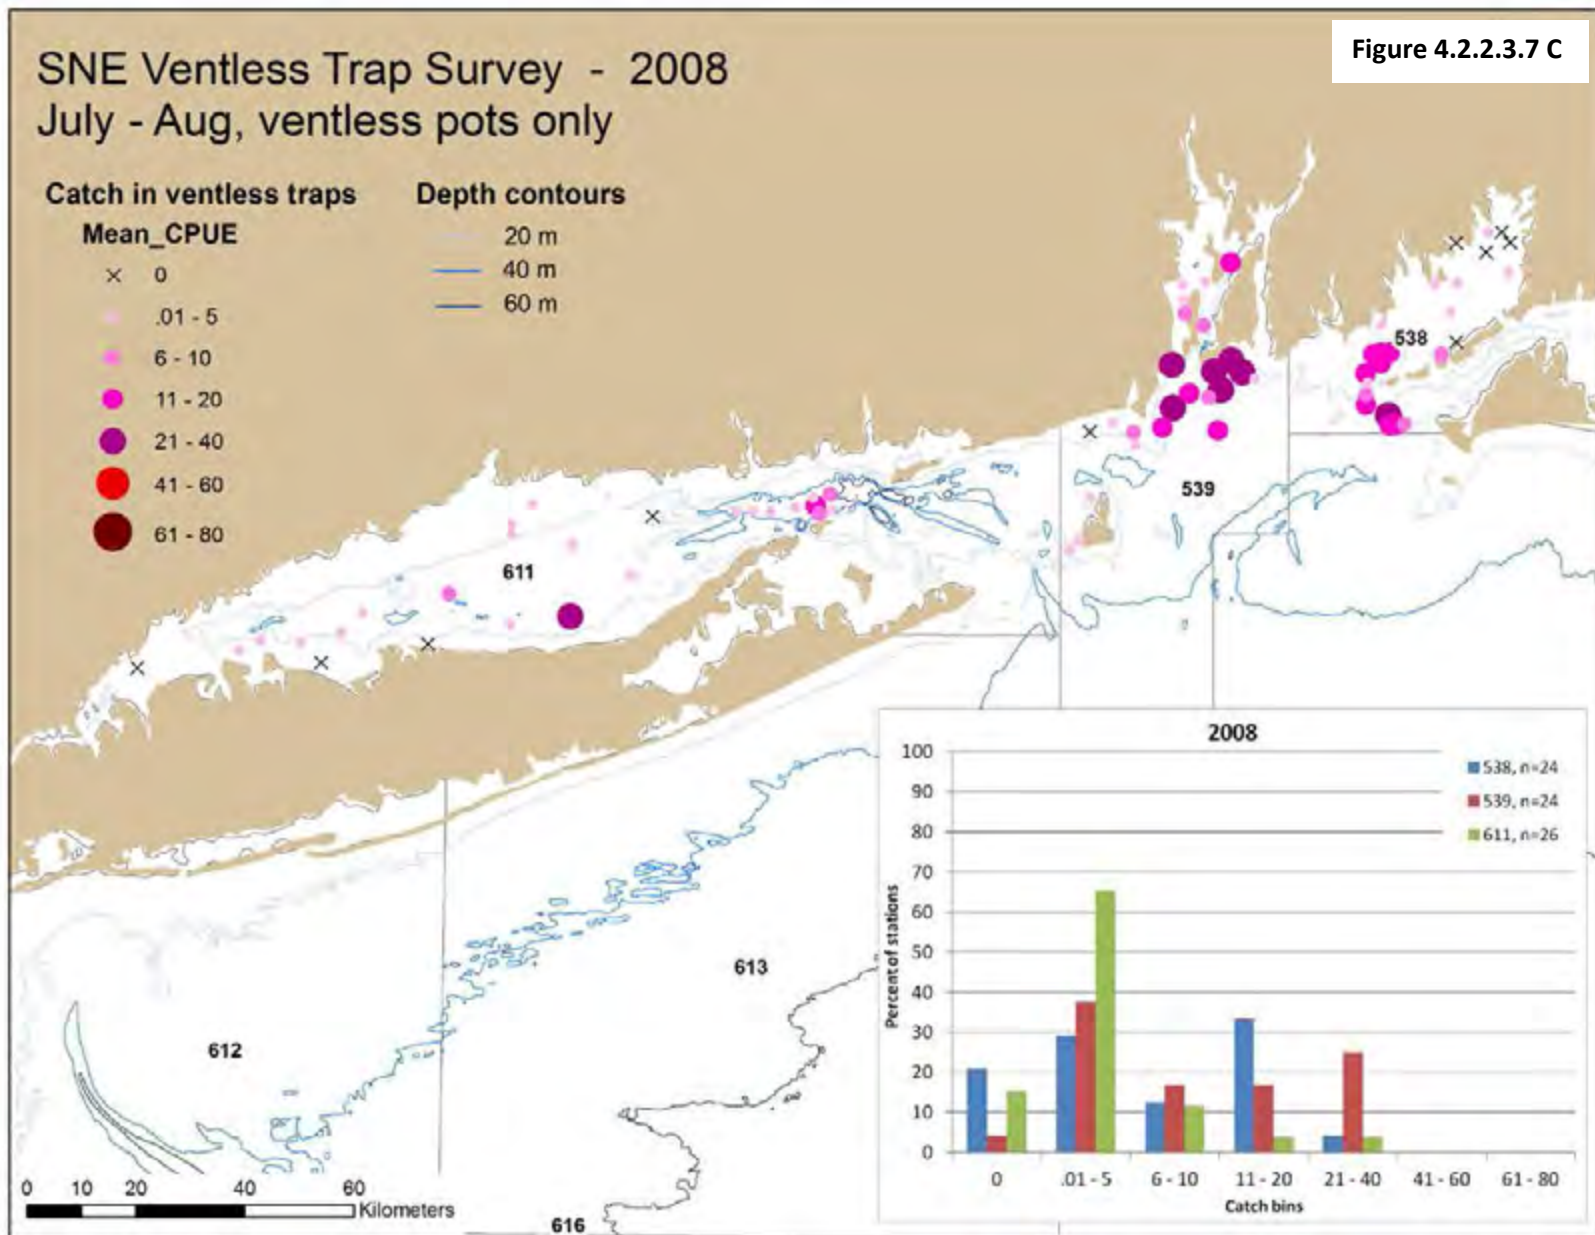 Figure 4.2.2.3.7 C
SNE Ventless Trap Survey - 2008
July - Aug, ventless pots only
Catch in ventless traps
Mean_CPUE
0
.01 - 5
6 - 10
11 - 20
21 - 40
41 - 60
61 - 80
Depth contours
20 m
40 m
60 m
538
539
611
613
612
616
0 10 20 40 60
Kilometers
2008
100
90
80
70
60
50
40
30
20
10
0
Percent of stations
538, n=24
539, n=24
611, n=26
0 .01 - 5 6 - 10 11 - 20 21 - 40 41 - 60 61 - 80
Catch bins